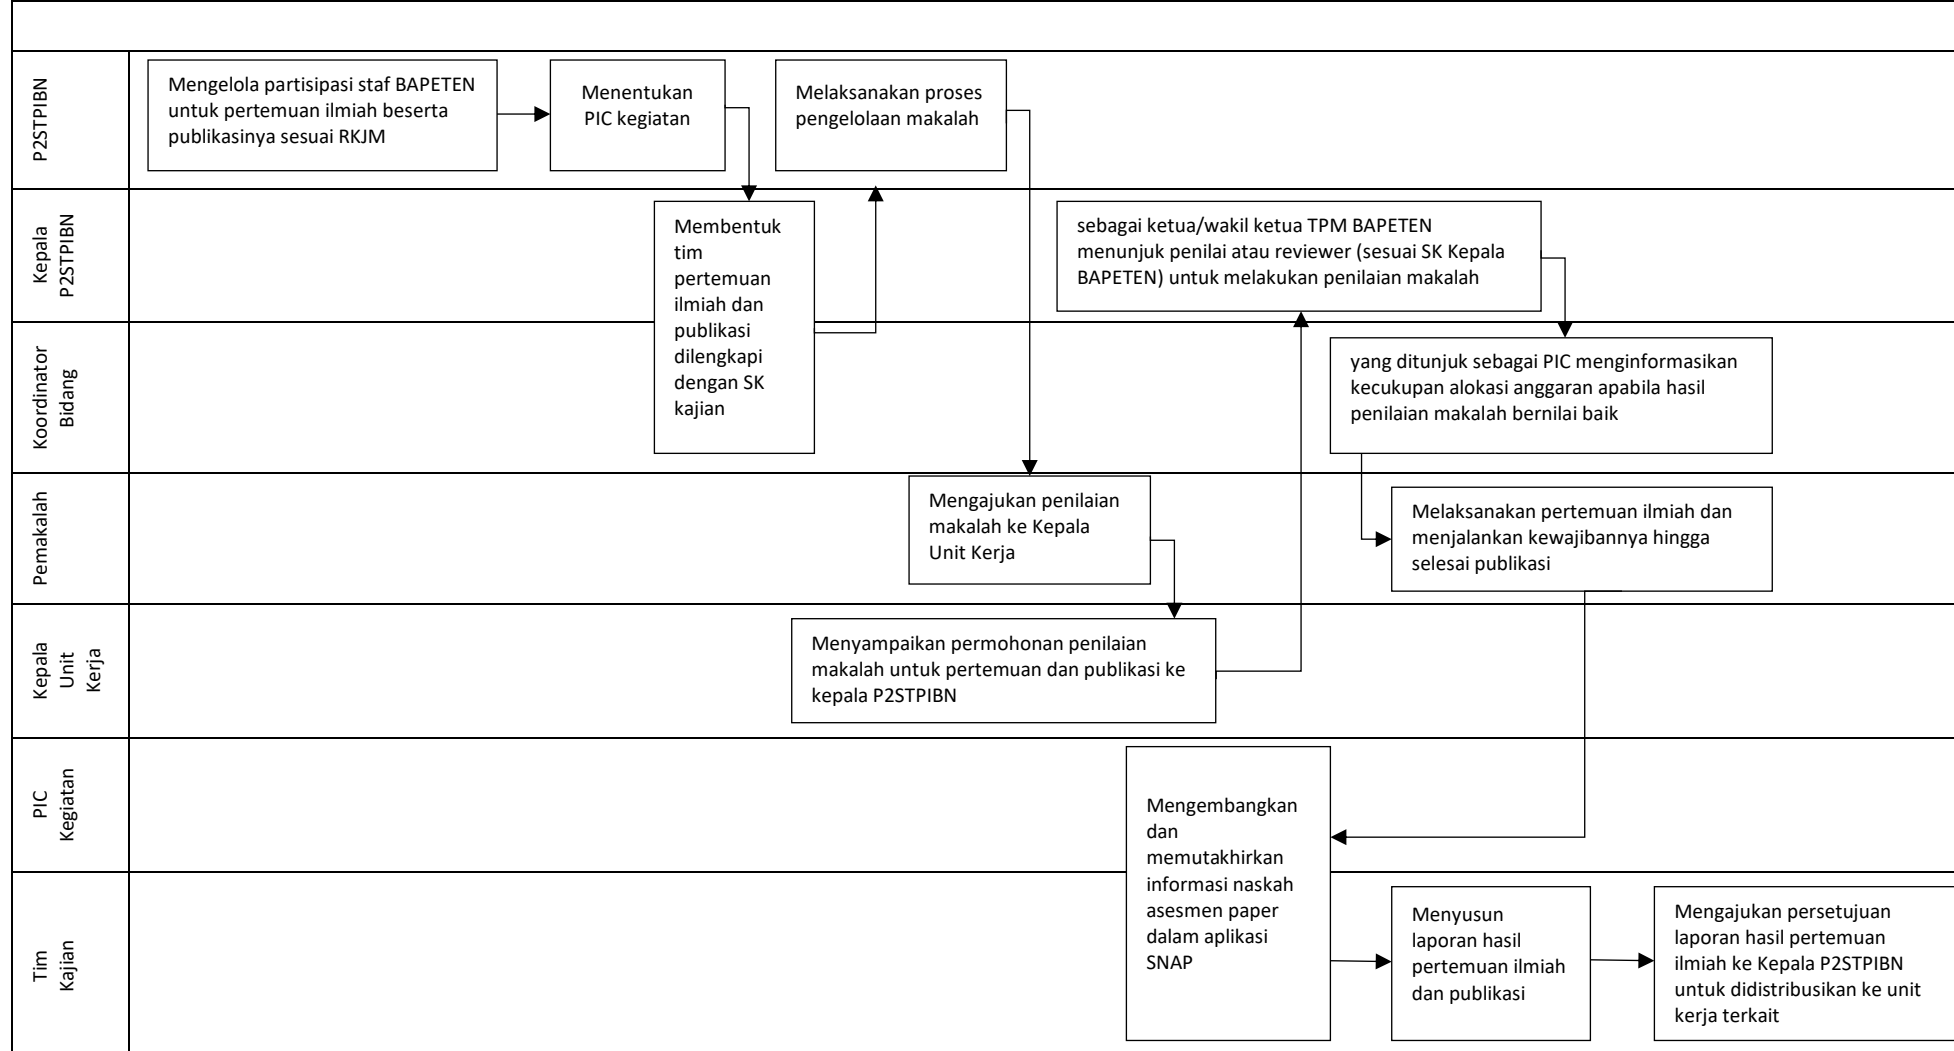 P2STPIBN
Mengelola partisipasi staf BAPETEN
untuk pertemuan ilmiah beserta
publikasinya sesuai RKJM
Menentukan
PIC kegiatan
Melaksanakan proses
pengelolaan makalah
Kepala
P2STPIBN
Membentuk
tim
pertemuan
ilmiah dan
publikasi
dilengkapi
dengan SK
kajian
sebagai ketua/wakil ketua TPM BAPETEN
menunjuk penilai atau reviewer (sesuai SK Kepala
BAPETEN) untuk melakukan penilaian makalah
Koordinator
Bidang
yang ditunjuk sebagai PIC menginformasikan
kecukupan alokasi anggaran apabila hasil
penilaian makalah bernilai baik
Pemakalah
Mengajukan penilaian
makalah ke Kepala
Unit Kerja
Melaksanakan pertemuan ilmiah dan
menjalankan kewajibannya hingga
selesai publikasi
Kepala
Unit
Kerja
Menyampaikan permohonan penilaian
makalah untuk pertemuan dan publikasi ke
kepala P2STPIBN
PIC
Kegiatan
Mengembangkan
dan
memutakhirkan
informasi naskah
asesmen paper
dalam aplikasi
SNAP
Tim
Kajian
Menyusun
laporan hasil
pertemuan ilmiah
dan publikasi
Mengajukan persetujuan
laporan hasil pertemuan
ilmiah ke Kepala P2STPIBN
untuk didistribusikan ke unit
kerja terkait